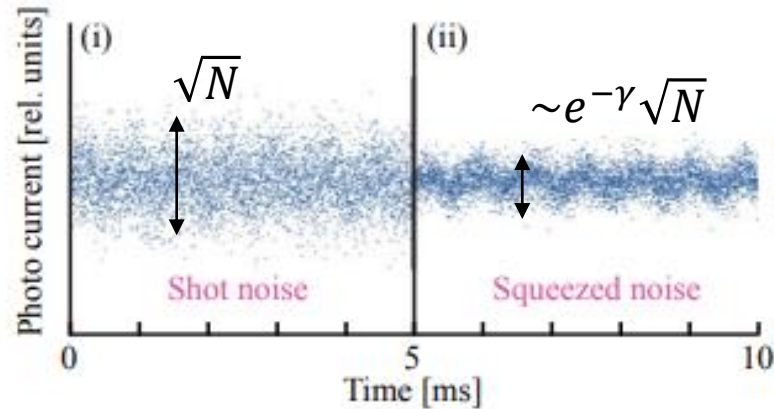 (i)
(ii)
√N
~e^{-γ}√N
Photo current [rel. units]
Shot noise
Squeezed noise
0
5
10
Time [ms]